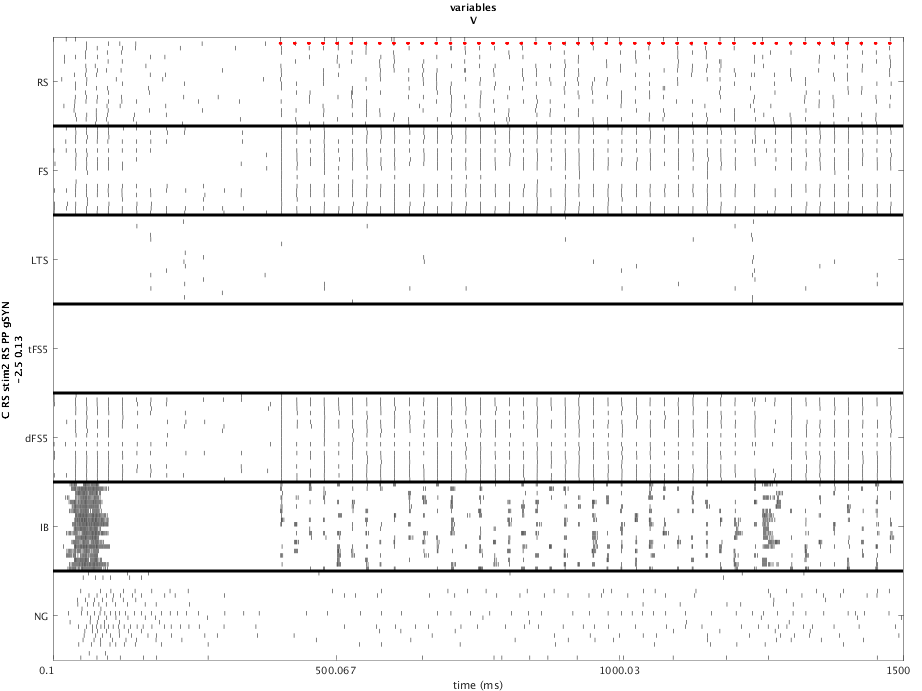 variables
V
RS
FS
LTS
tFS5
dFS5
IB
NG
C RS stim2 RS PP gSYN
-2.5 0.13
0.1
500.067
1000.03
1500
time (ms)